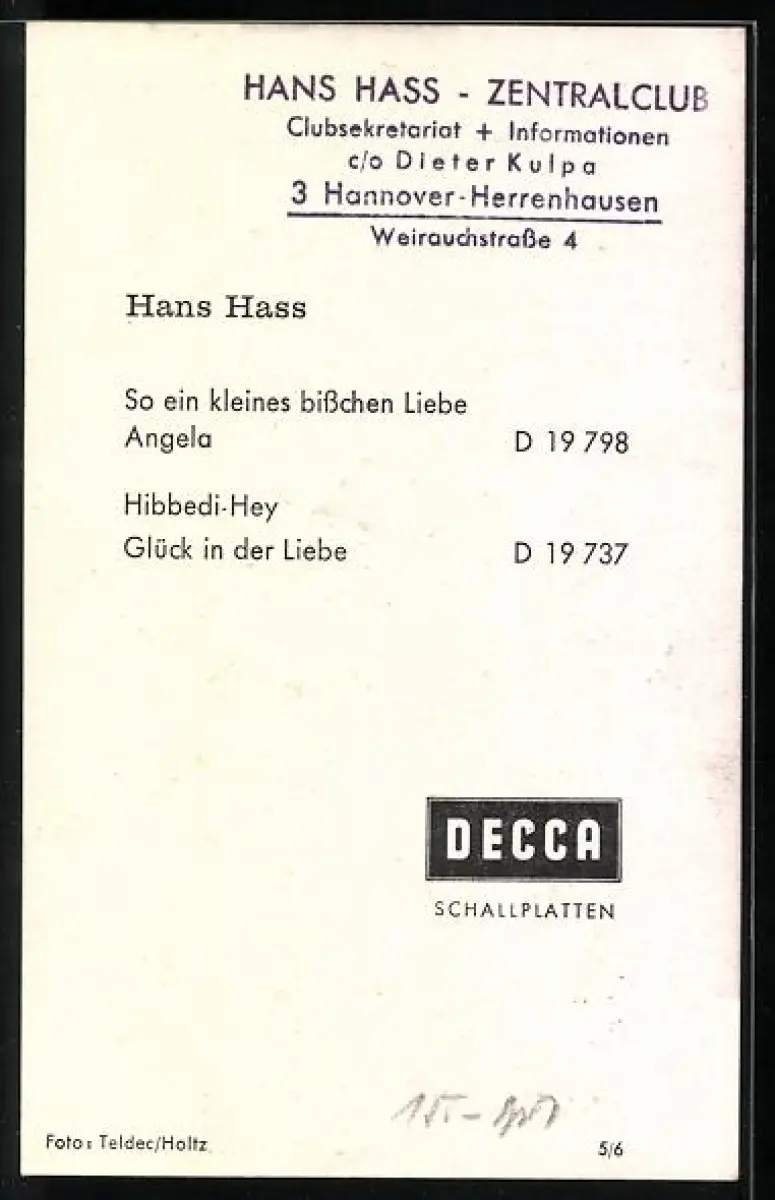 HANS HASS - ZENTRALCLUB
Clubsekretariat + Informationen
c/o Dieter Kulpa
3 Hannover-Herrenhausen
Weirauchstraße 4
Hans Hass
So ein kleines bißchen Liebe
Angela D 19 798
Hibbedi-Hey
Glück in der Liebe D 19 737
DECCA
SCHALLPLATTEN
Foto: Teldec/Holtz 5/6